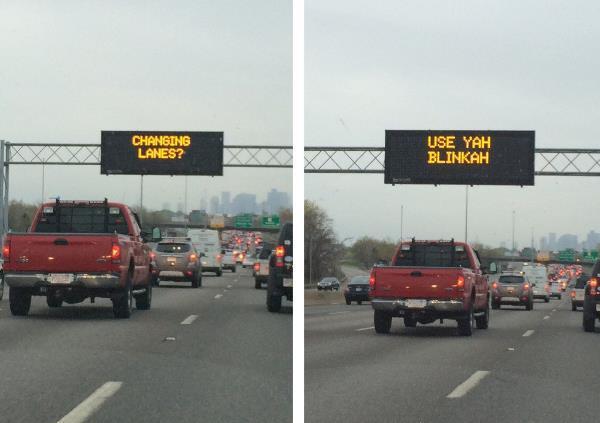 CHANGING
LANES?
USE YAH
BLINKAH